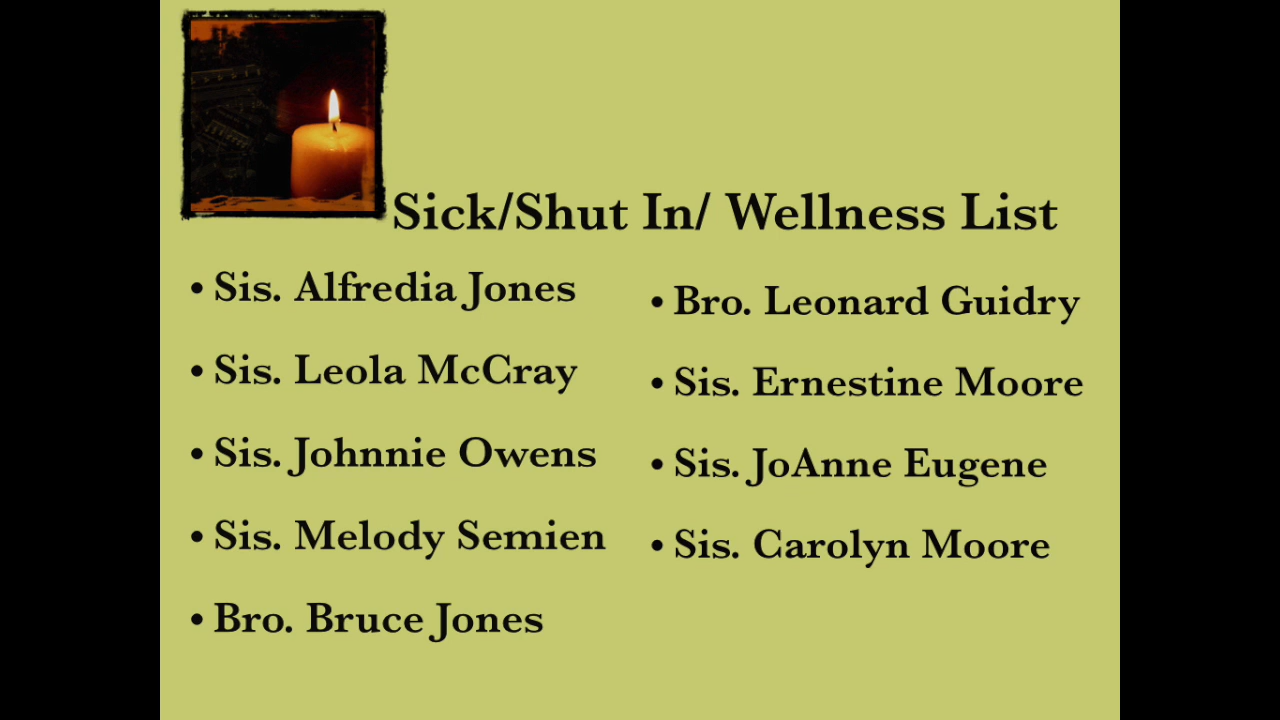 Sick/Shut In/ Wellness List
• Sis. Alfredia Jones
• Sis. Leola McCray
• Sis. Johnnie Owens
• Sis. Melody Semien
• Bro. Bruce Jones
• Bro. Leonard Guidry
• Sis. Ernestine Moore
• Sis. JoAnne Eugene
• Sis. Carolyn Moore